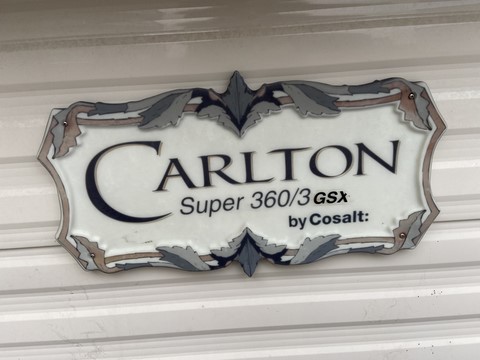 CARLTON
Super 360/3 GSX
by Cosalt: